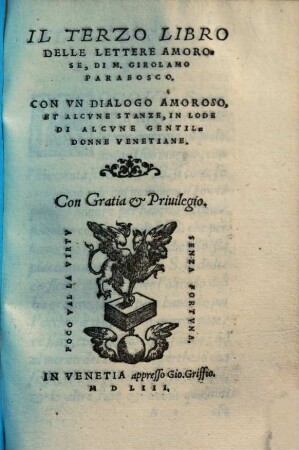 IL TERZO LIBRO
DELLE LETTERE AMORO-
SE, DI M. GIROLAMO
PARABOSCO.
CON VN DIALOGO AMOROSO,
ET ALCVNE STANZE, IN LODE
DI ALCVNE GENTIL-
DONNE VENETIANE.
Con Gratia & Priuilegio.
POCO VAL LA VIRTV
SENZA FORTVNA.
IN VENETIA appresso Gio. Griffio.
M D LIII.